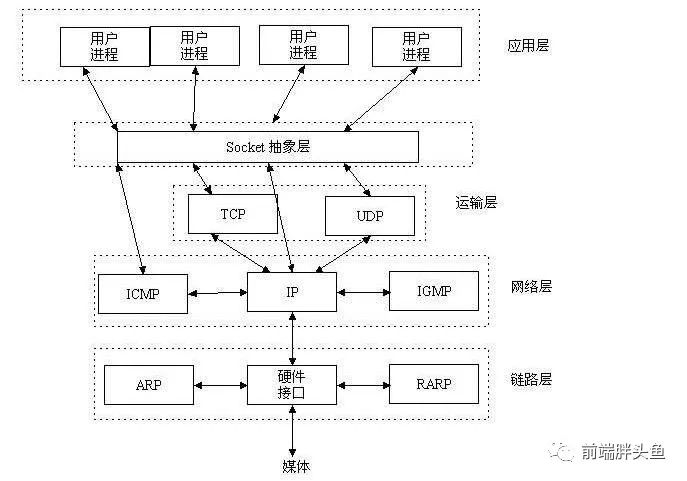 用户
进程
用户
进程
用户
进程
用户
进程
应用层
Socket 抽象层
TCP
UDP
运输层
ICMP
IP
IGMP
网络层
ARP
硬件
接口
RARP
链路层
媒体
前端胖头鱼